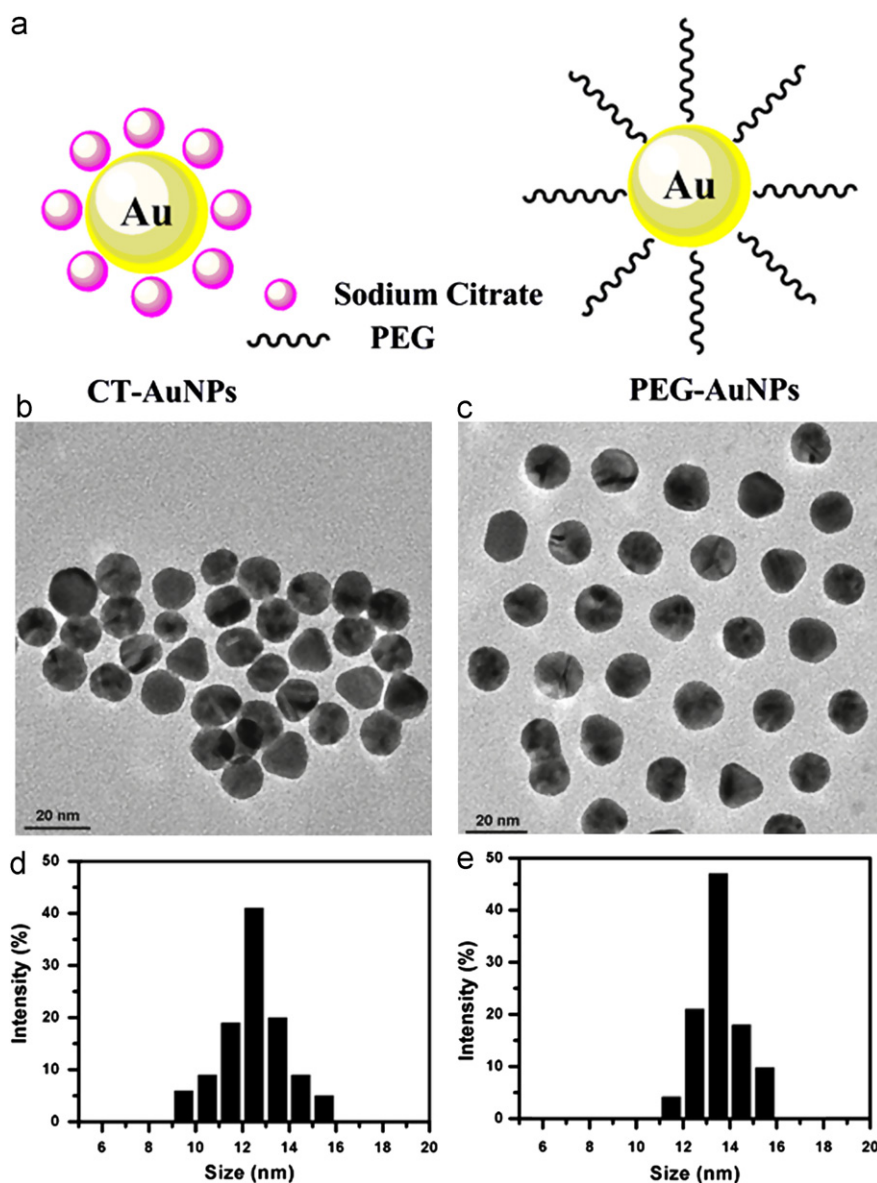 a
Au
Au
Sodium Citrate
PEG
CT-AuNPs
PEG-AuNPs
b
c
20 nm
20 nm
d
50
40
30
20
10
0
Intensity (%)
6 8 10 12 14 16 18 20
Size (nm)
e
50
40
30
20
10
0
Intensity (%)
6 8 10 12 14 16 18 20
Size (nm)